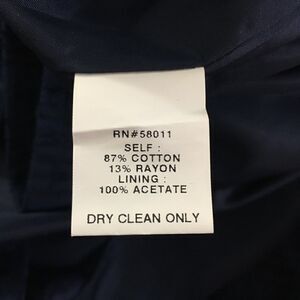 RN#58011
SELF :
87% COTTON
13% RAYON
LINING :
100% ACETATE
DRY CLEAN ONLY